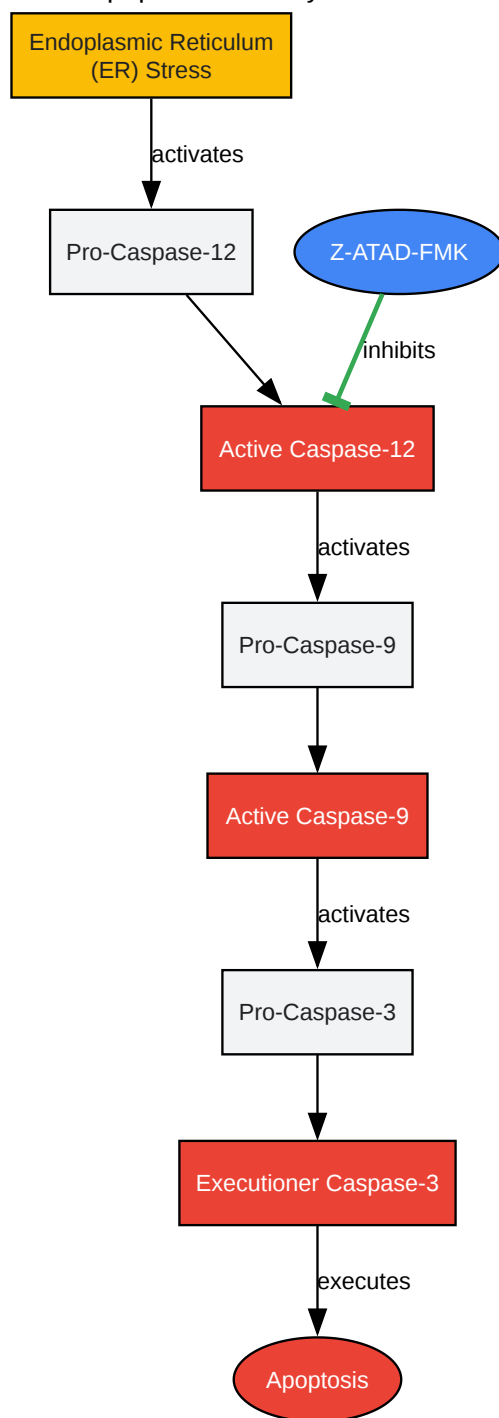 Endoplasmic Reticulum
(ER) Stress
activates
Pro-Caspase-12
Z-ATAD-FMK
inhibits
Active Caspase-12
activates
Pro-Caspase-9
Active Caspase-9
activates
Pro-Caspase-3
Executioner Caspase-3
executes
Apoptosis